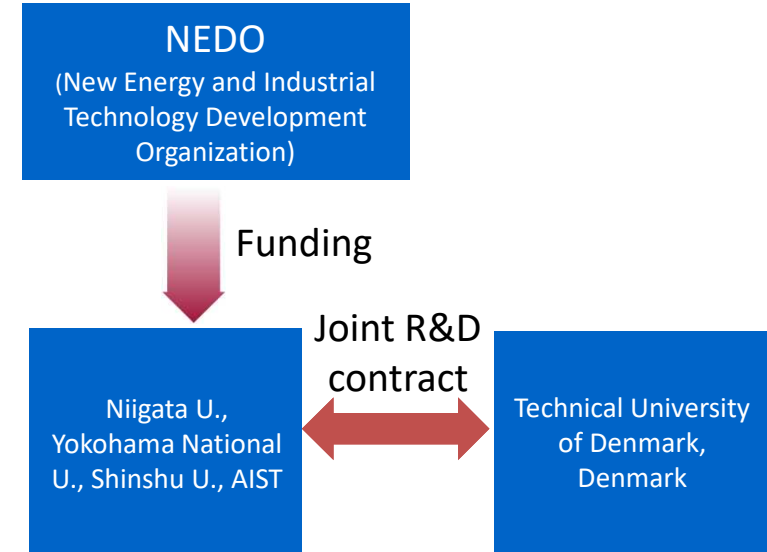 NEDO
(New Energy and Industrial
Technology Development
Organization)
Funding
Joint R&D
contract
Niigata U.,
Yokohama National
U., Shinshu U., AIST
Technical University
of Denmark,
Denmark